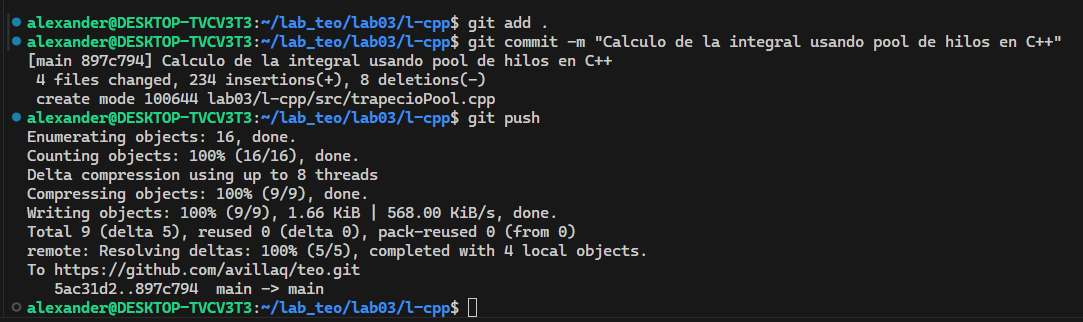 alexander@DESKTOP-TVCV3T3:~/lab_teo/lab03/l-cpp$ git add .
alexander@DESKTOP-TVCV3T3:~/lab_teo/lab03/l-cpp$ git commit -m "Calculo de la integral usando pool de hilos en C++"
[main 897c794] Calculo de la integral usando pool de hilos en C++
 4 files changed, 234 insertions(+), 8 deletions(-)
 create mode 100644 lab03/l-cpp/src/trapecioPool.cpp
alexander@DESKTOP-TVCV3T3:~/lab_teo/lab03/l-cpp$ git push
Enumerating objects: 16, done.
Counting objects: 100% (16/16), done.
Delta compression using up to 8 threads
Compressing objects: 100% (9/9), done.
Writing objects: 100% (9/9), 1.66 KiB | 568.00 KiB/s, done.
Total 9 (delta 5), reused 0 (delta 0), pack-reused 0 (from 0)
remote: Resolving deltas: 100% (5/5), completed with 4 local objects.
To https://github.com/avillaq/teo.git
   5ac31d2..897c794  main -> main
alexander@DESKTOP-TVCV3T3:~/lab_teo/lab03/l-cpp$